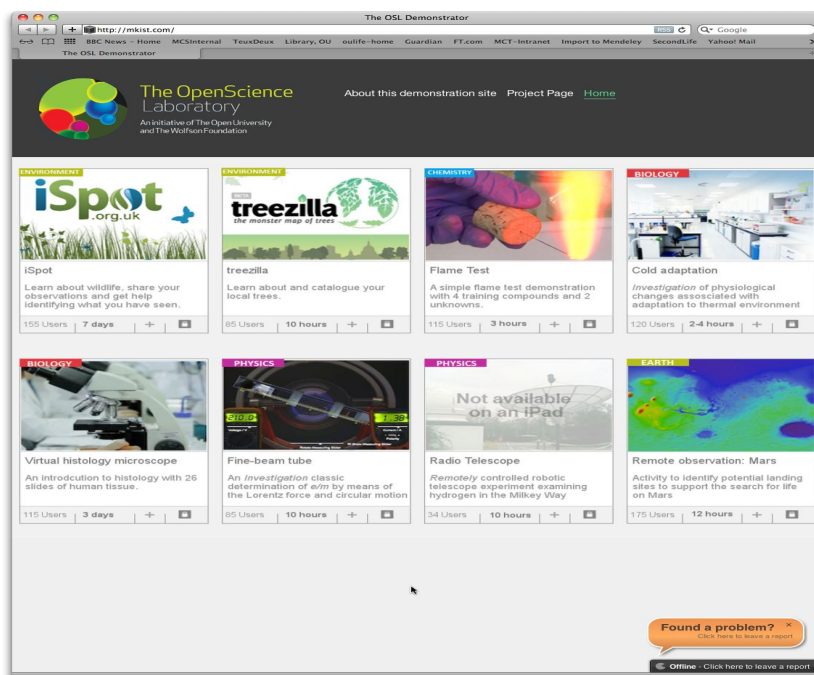 The OSL Demonstrator
http://mkist.com/
RSS
Google
BBC News – Home MCSInternal TeuxDeux Library, OU oulife-home Guardian FT.com MCT-Intranet Import to Mendeley SecondLife Yahoo! Mail
The OSL Demonstrator
The OpenScience
Laboratory
An initiative of The Open University
and The Wolfson Foundation
About this demonstration site Project Page Home
ENVIRONMENT
iSpot
.org.uk
iSpot
Learn about wildlife, share your
observations and get help
identifying what you have seen.
155 Users 7 days
ENVIRONMENT
BETA
treezilla
the monster map of trees
treezilla
Learn about and catalogue your
local trees.
85 Users 10 hours
CHEMISTRY
Flame Test
A simple flame test demonstration
with 4 training compounds and 2
unknowns.
115 Users 3 hours
BIOLOGY
Cold adaptation
Investigation of physiological
changes assosciated with
adaptation to thermal environment
120 Users 2-4 hours
BIOLOGY
Virtual histology microscope
An introdcution to histology with 26
slides of human tissue.
115 Users 3 days
PHYSICS
210.0
1.38
Fine-beam tube
An Investigation classic
determination of e/m by means of
the Lorentz force and circular motion
85 Users 10 hours
PHYSICS
Not available
on an iPad
Radio Telescope
Remotely controlled robotic
telescope experiment examining
hydrogen in the Milkey Way
34 Users 10 hours
EARTH
Remote observation: Mars
Activity to identify potential landing
sites to support the search for life
on Mars
175 Users 12 hours
Found a problem?
Click here to leave a report
Offline - Click here to leave a report